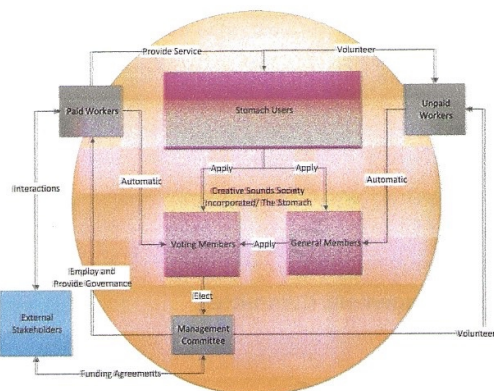 Provide Service
Volunteer
Paid Workers
Stomach Users
Unpaid
Workers
Apply
Apply
Interactions
Automatic
Automatic
Creative Sounds Society
Incorporated/ The Stomach
Voting Members
Apply
General Members
Employ and
Provide Governance
Elect
External
Stakeholders
Management
Committee
Volunteer
Funding Agreements